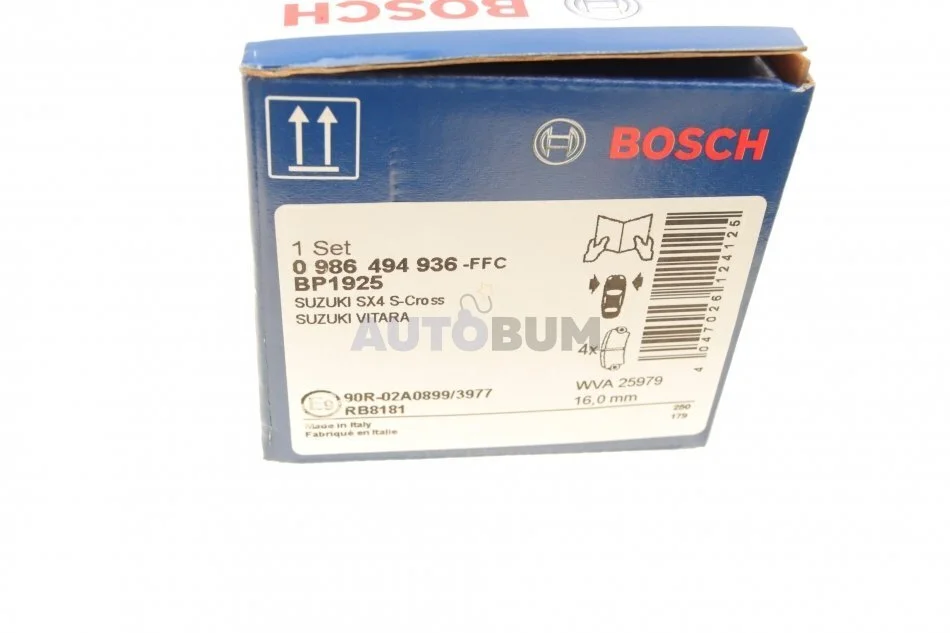 BOSCH
BOSCH
1 Set
0 986 494 936 -FFC
BP1925
SUZUKI SX4 S-Cross
SUZUKI VITARA
AUTOBUM
4x
4 047026 124125
WVA 25979
16,0 mm
E9 90R-02A0899/3977
RB8181
250
179
Made in Italy
Fabriqué en Italie